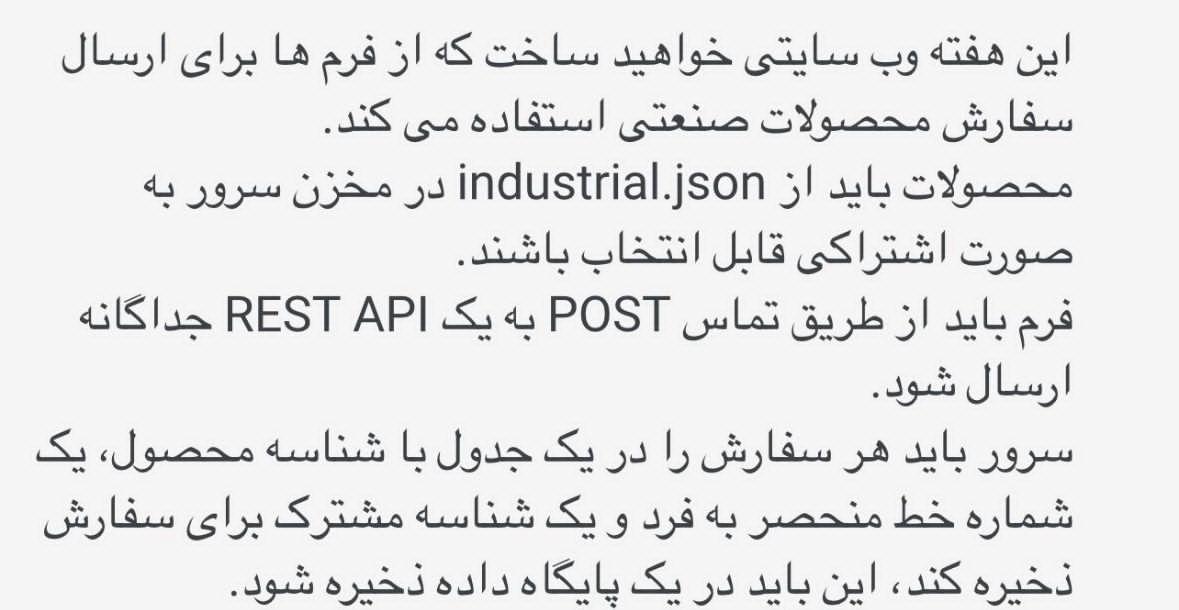 این هفته وب سایتی خواهید ساخت که از فرم ها برای ارسال
سفارش محصولات صنعتی استفاده می کند.
محصولات باید از industrial.json در مخزن سرور به
صورت اشتراکی قابل انتخاب باشند.
فرم باید از طریق تماس POST به یک REST API جداگانه
ارسال شود.
سرور باید هر سفارش را در یک جدول با شناسه محصول، یک
شماره خط منحصر به فرد و یک شناسه مشترک برای سفارش
ذخیره کند، این باید در یک پایگاه داده ذخیره شود.